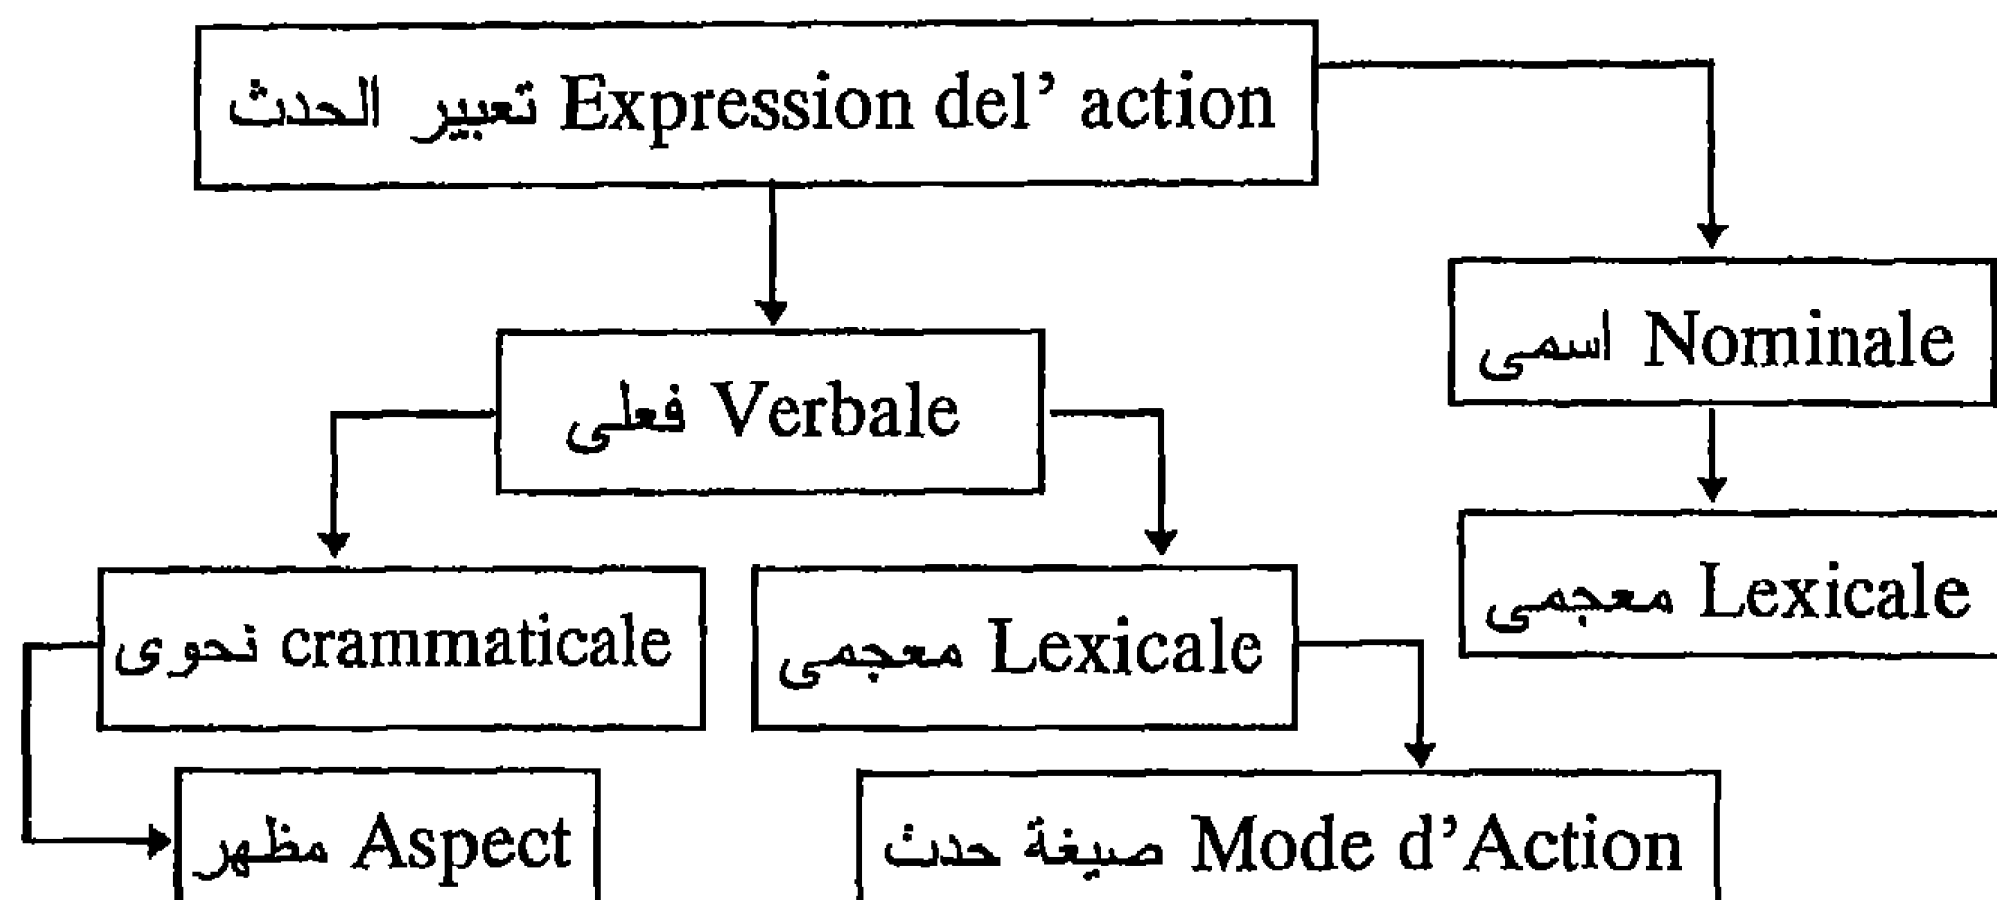 تعبير الحدث Expression del' action
اسمى Nominale
فعلى Verbale
معجمى Lexicale
نحوى crammaticale
معجمى Lexicale
مظهر Aspect
صيغة حدث Mode d'Action